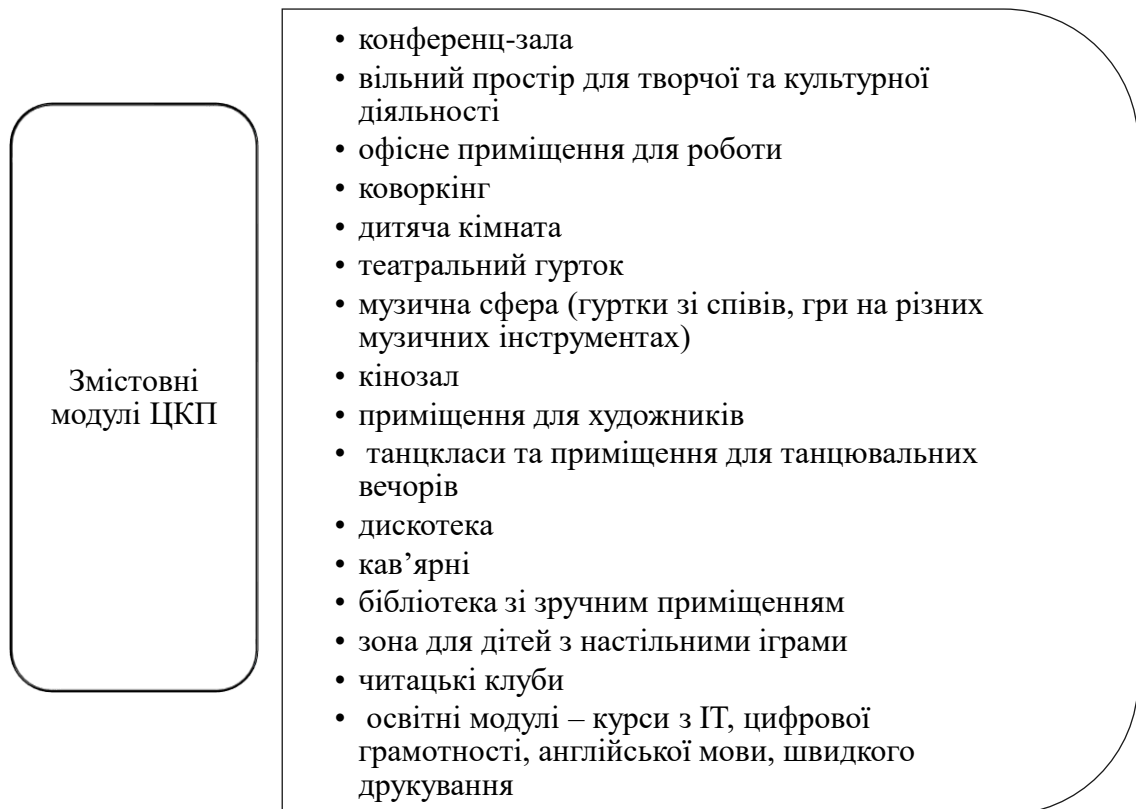 Змістовні
модулі ЦКП
• конференц-зала
• вільний простір для творчої та культурної
діяльності
• офісне приміщення для роботи
• коворкінг
• дитяча кімната
• театральний гурток
• музична сфера (гуртки зі співів, гри на різних
музичних інструментах)
• кінозал
• приміщення для художників
• танцкласи та приміщення для танцювальних
вечорів
• дискотека
• кав’ярні
• бібліотека зі зручним приміщенням
• зона для дітей з настільними іграми
• читацькі клуби
• освітні модулі – курси з ІТ, цифрової
грамотності, англійської мови, швидкого
друкування